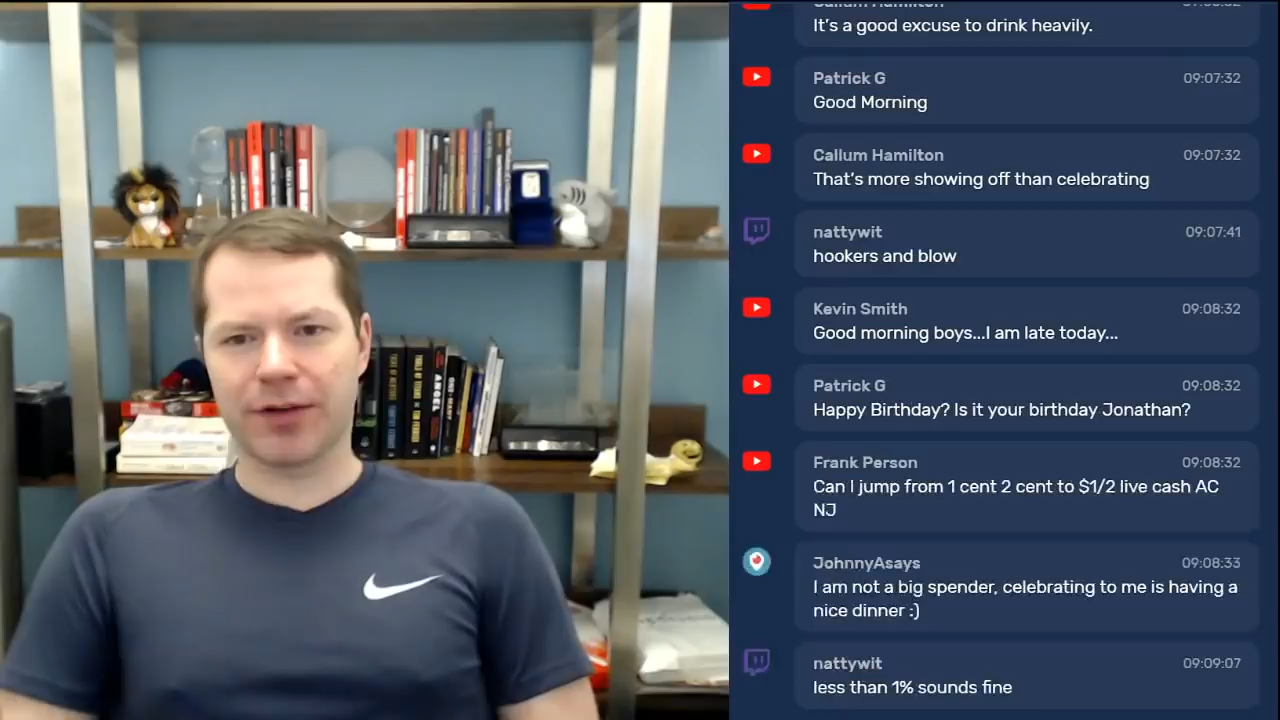 It's a good excuse to drink heavily.
Patrick G 09:07:32
Good Morning
Callum Hamilton 09:07:32
That's more showing off than celebrating
nattywit 09:07:41
hookers and blow
Kevin Smith 09:08:32
Good morning boys...I am late today...
Patrick G 09:08:32
Happy Birthday? Is it your birthday Jonathan?
Frank Person 09:08:32
Can I jump from 1 cent 2 cent to $1/2 live cash AC
NJ
JohnnyAsays 09:08:33
I am not a big spender, celebrating to me is having a
nice dinner :)
nattywit 09:09:07
less than 1% sounds fine
ANGEL